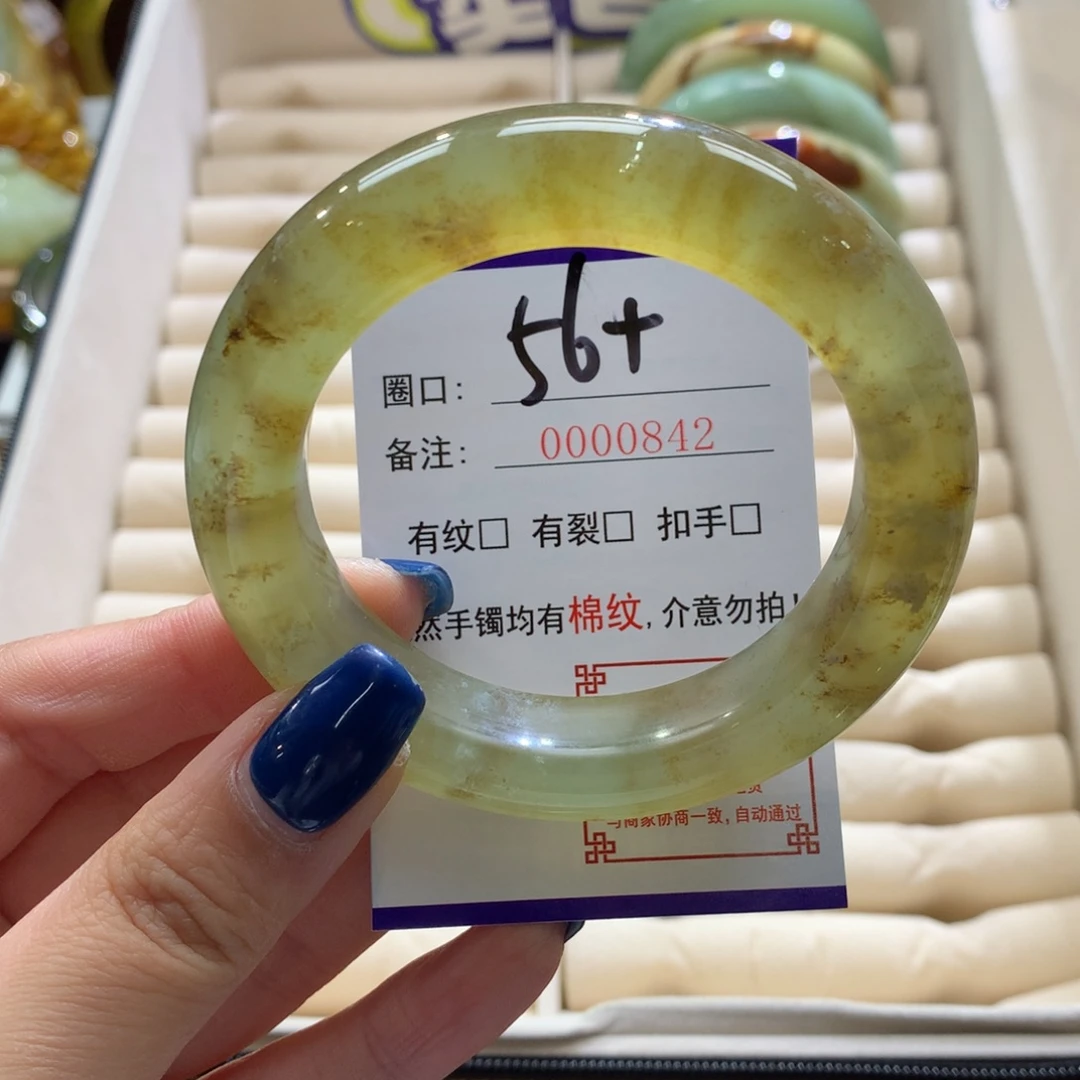 56+
圈口:
备注: 0000842
有纹□ 有裂□ 扣手□
然手镯均有棉纹,介意勿拍!
与商家协商一致,自动通过